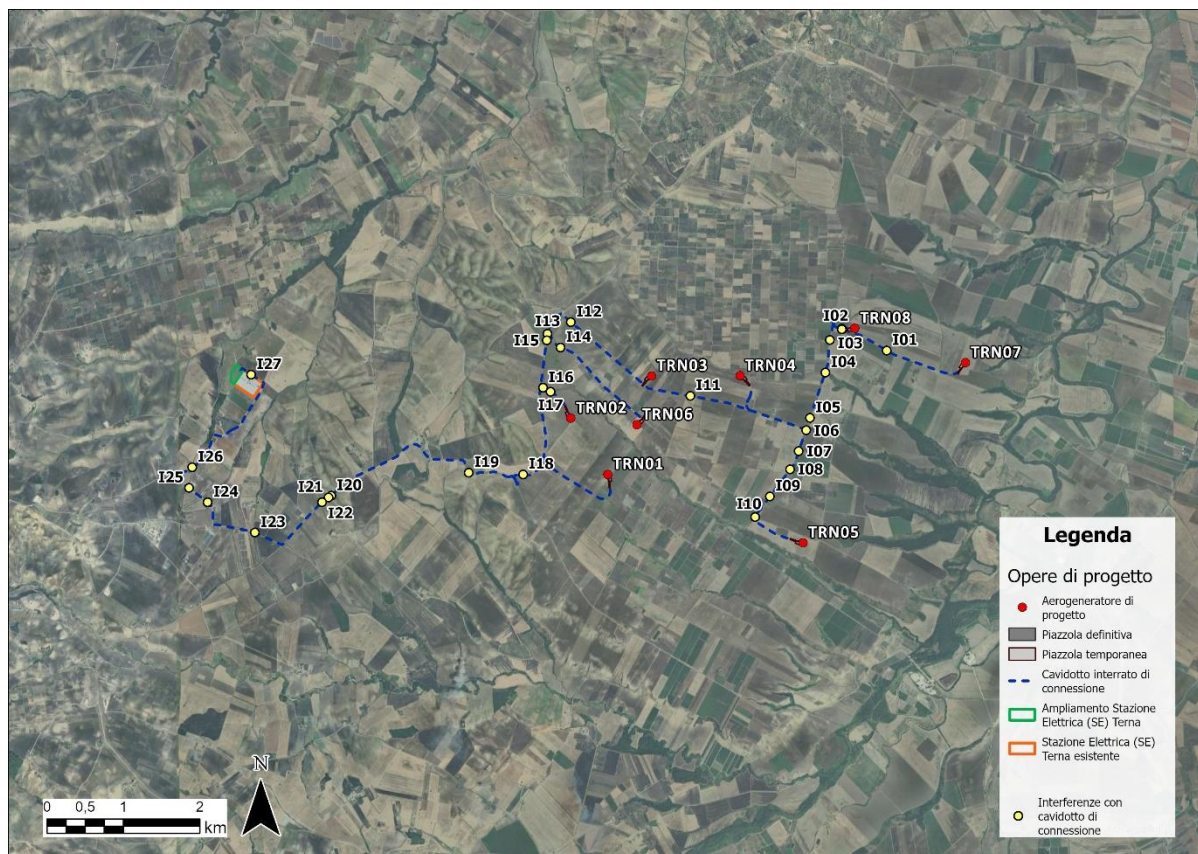 I12
I02
TRN08
I13
I03
I01
I15
I14
I04
TRN07
TRN03
TRN04
I27
I16
I11
I17
TRN02
TRN06
I05
I06
I07
I26
TRN01
I08
I25
I19
I18
I24
I21
I20
I22
I09
I10
I23
TRN05
Legenda
Opere di progetto
Aerogeneratore di
progetto
Piazzola definitiva
Piazzola temporanea
Cavidotto interrato di
connessione
Ampliamento Stazione
Elettrica (SE) Terna
Stazione Elettrica (SE)
Terna esistente
Interferenze con
cavidotto di
connessione
N
0 0,5 1 2
km